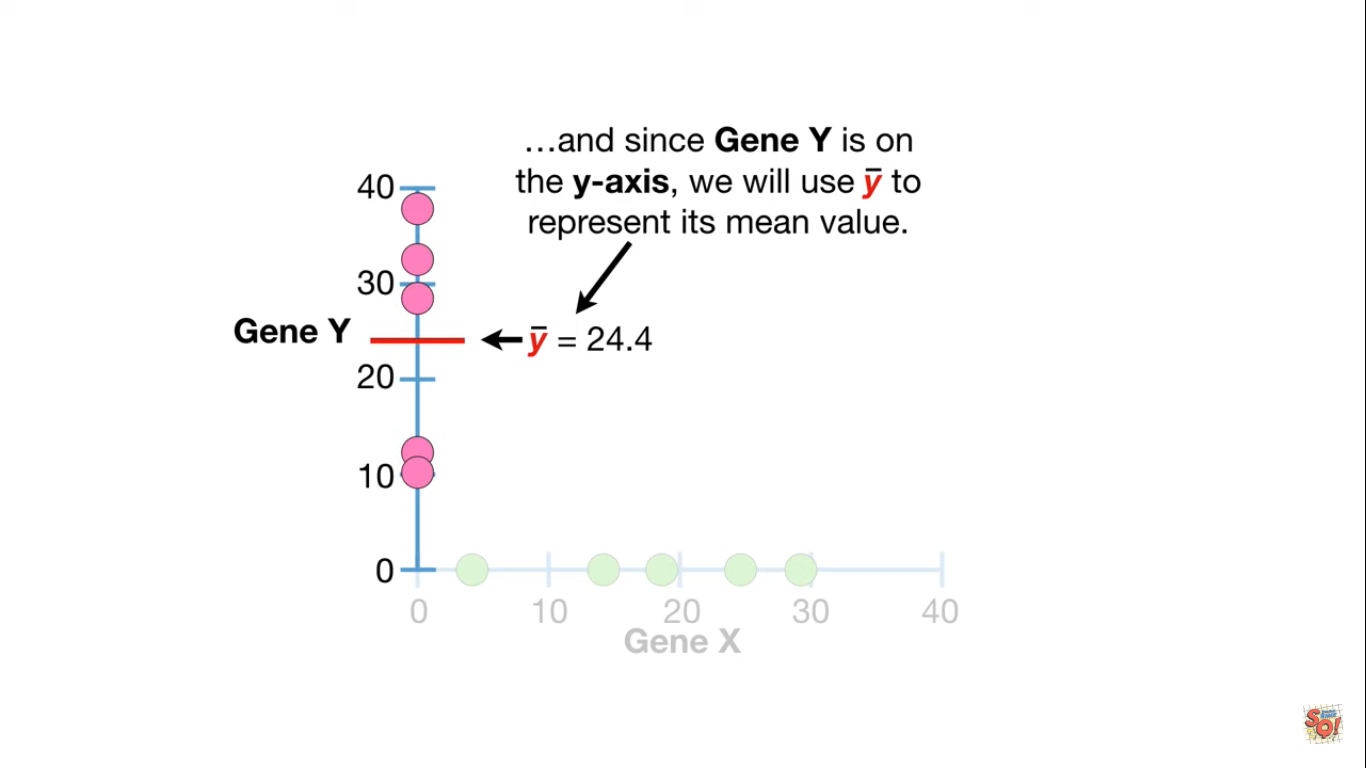 …and since Gene Y is on
the y-axis, we will use ȳ to
represent its mean value.
40
30
Gene Y
ȳ = 24.4
20
10
0
0 10 20 30 40
Gene X
SQ!